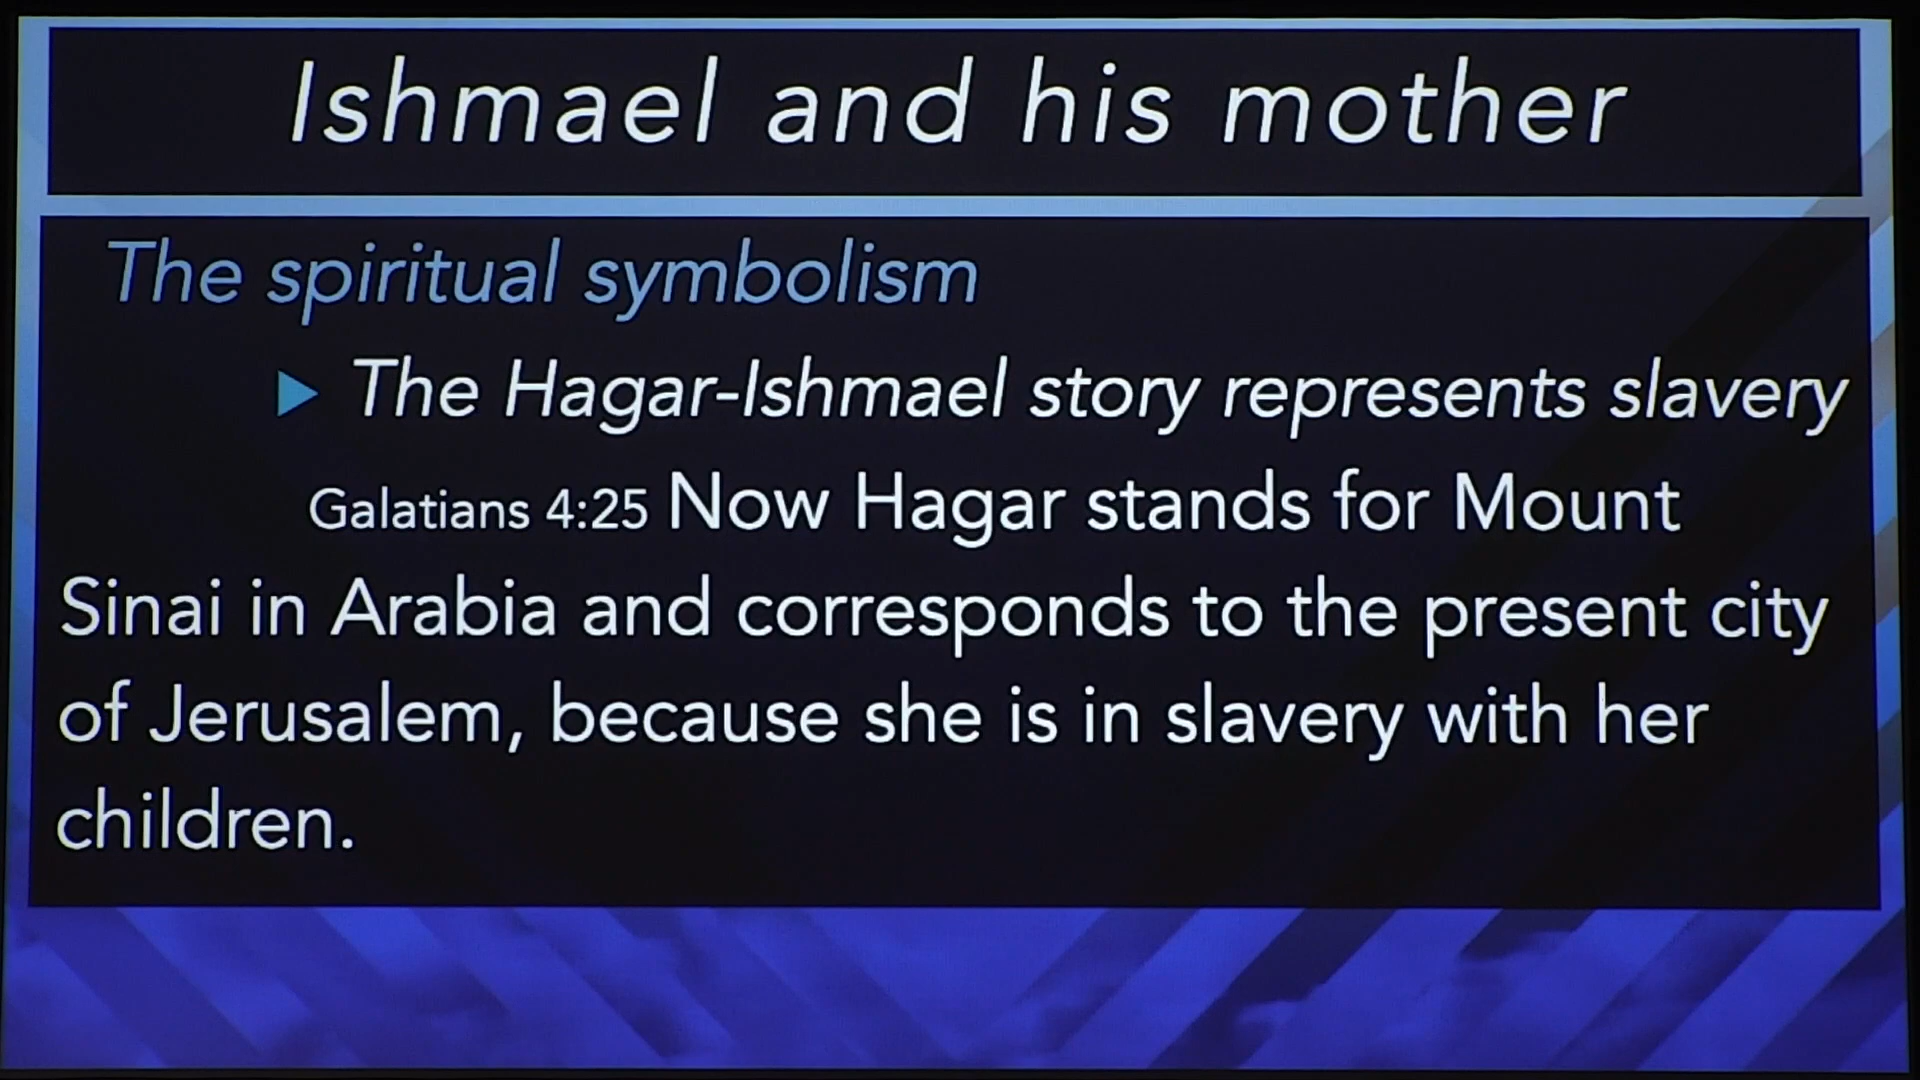 Ishmael and his mother
The spiritual symbolism
The Hagar-Ishmael story represents slavery
Galatians 4:25 Now Hagar stands for Mount
Sinai in Arabia and corresponds to the present city
of Jerusalem, because she is in slavery with her
children.